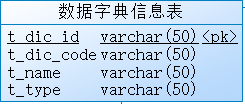 数据字典信息表
t_dic_id varchar(50) <pk>
t_dic_code varchar(50)
t_name varchar(50)
t_type varchar(50)